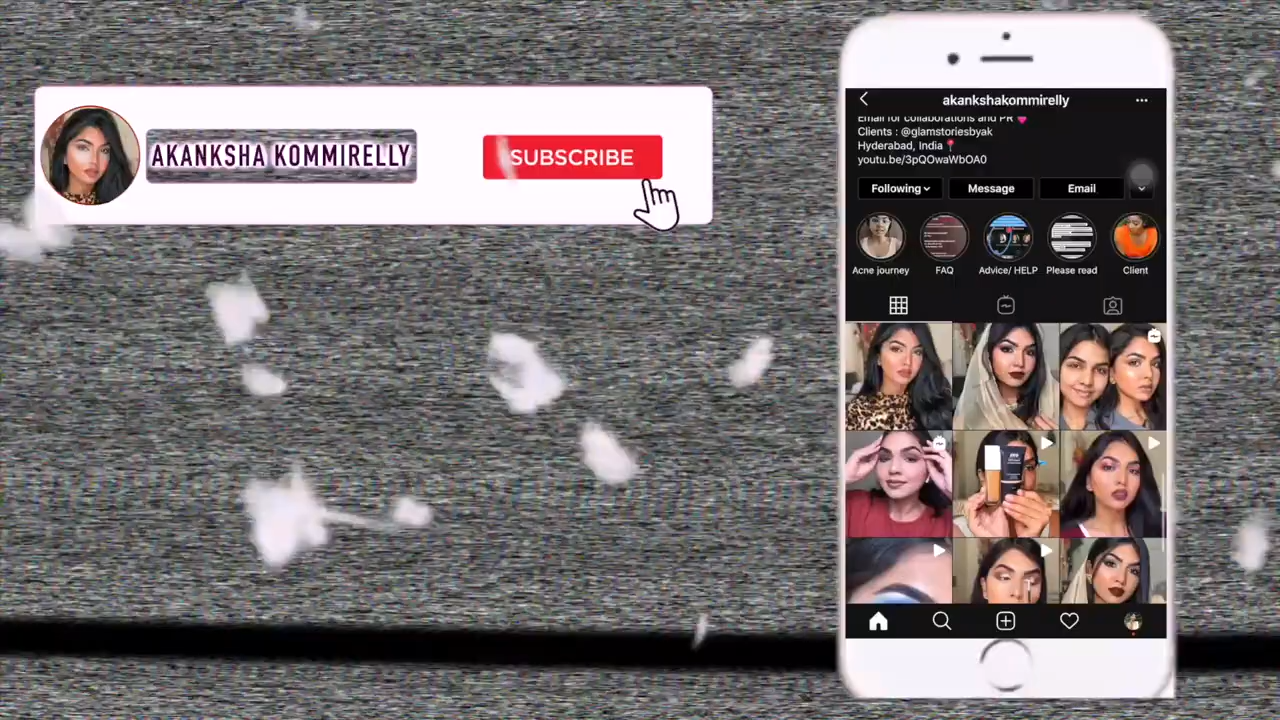 AKANKSHA KOMMIRELLY
SUBSCRIBE
akankshakommirelly
Email for collaborations and PR
Clients : @glamstoriesbyak
Hyderabad, India
youtu.be/3pQOwaWbOA0
Following Message Email
Acne journey FAQ Advice/ HELP Please read Client